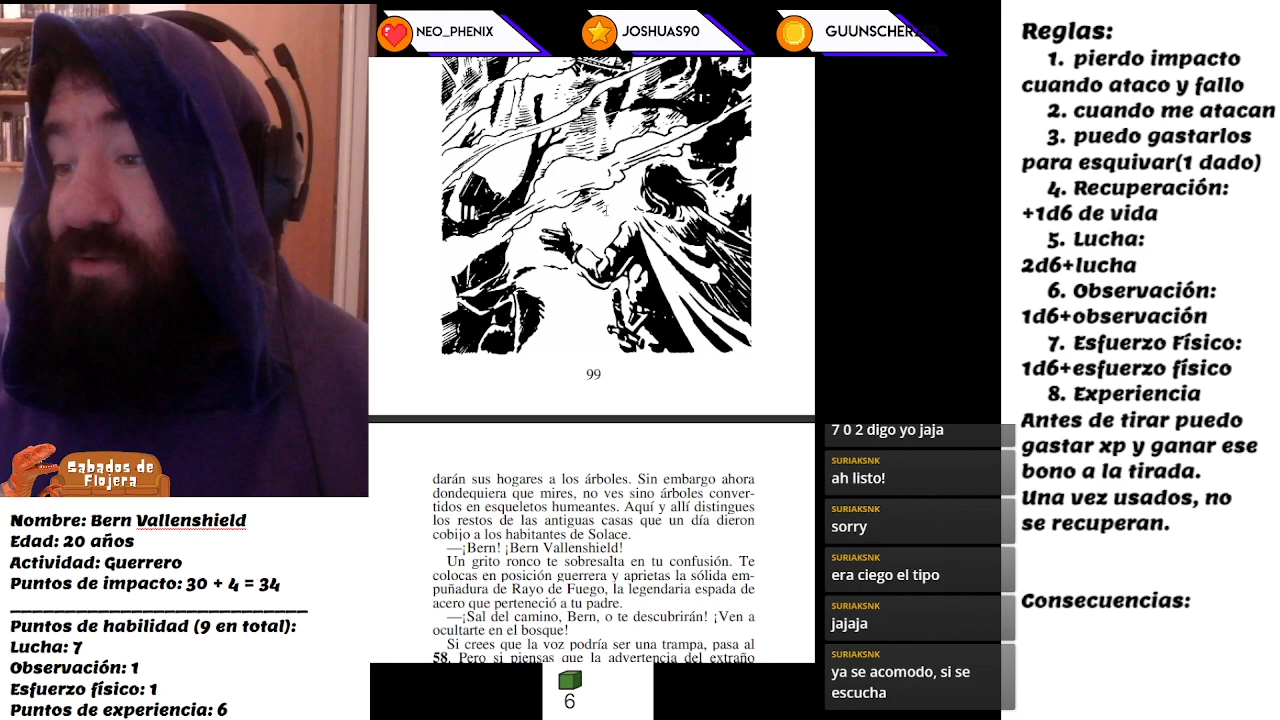 NEO_PHENIX
JOSHUAS90
99
darán sus hogares a los árboles. Sin embargo ahora
dondequiera que mires, no ves sino árboles conver-
tidos en esqueletos humeantes. Aquí y allí distingues
los restos de las antiguas casas que un día dieron
cobijo a los habitantes de Solace.
—¡Bern! ¡Bern Vallenshield!
Un grito ronco te sobresalta en tu confusión. Te
colocas en posición guerrera y aprietas la sólida em-
puñadura de Rayo de Fuego, la legendaria espada de
acero que perteneció a tu padre.
—¡Sal del camino, Bern, o te descubrirán! ¡Ven a
ocultarte en el bosque!
Si crees que la voz podría ser una trampa, pasa al
58. Pero si piensas que la advertencia del extraño
6
Sabados de
Flojera
Nombre: Bern Vallenshield
Edad: 20 años
Actividad: Guerrero
Puntos de impacto: 30 + 4 = 34
Puntos de habilidad (9 en total):
Lucha: 7
Observación: 1
Esfuerzo físico: 1
Puntos de experiencia: 6
7 0 2 digo yo jaja
SURIAKSNK
ah listo!
SURIAKSNK
sorry
SURIAKSNK
era ciego el tipo
SURIAKSNK
jajaja
SURIAKSNK
ya se acomodo, si se
escucha
Reglas:
1. pierdo impacto
cuando ataco y fallo
2. cuando me atacan
3. puedo gastarlos
para esquivar(1 dado)
4. Recuperación:
+1d6 de vida
5. Lucha:
2d6+lucha
6. Observación:
1d6+observación
7. Esfuerzo Físico:
1d6+esfuerzo físico
8. Experiencia
Antes de tirar puedo
gastar xp y ganar ese
bono a la tirada.
Una vez usados, no
se recuperan.
Consecuencias: